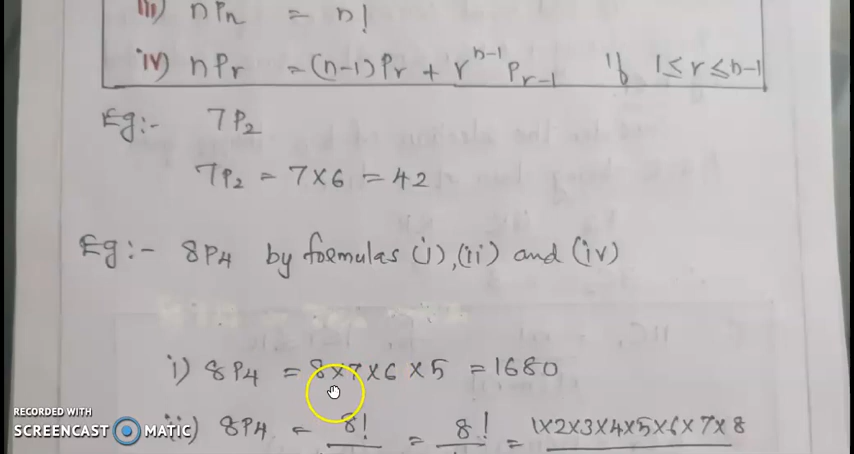 iii) nPn = n!
iv) nPr = (n-1)Pr + r ⁿ⁻¹Pr-1 if 1≤r≤n-1
Eg:- 7P₂
7P₂ = 7×6 = 42
Eg:- 8P4 by formulas (i), (ii) and (iv)
i) 8P4 = 8×7×6×5 = 1680
ii) 8P4 = 8! = 8! = 1×2×3×4×5×6×7×8
RECORDED WITH
SCREENCAST MATIC